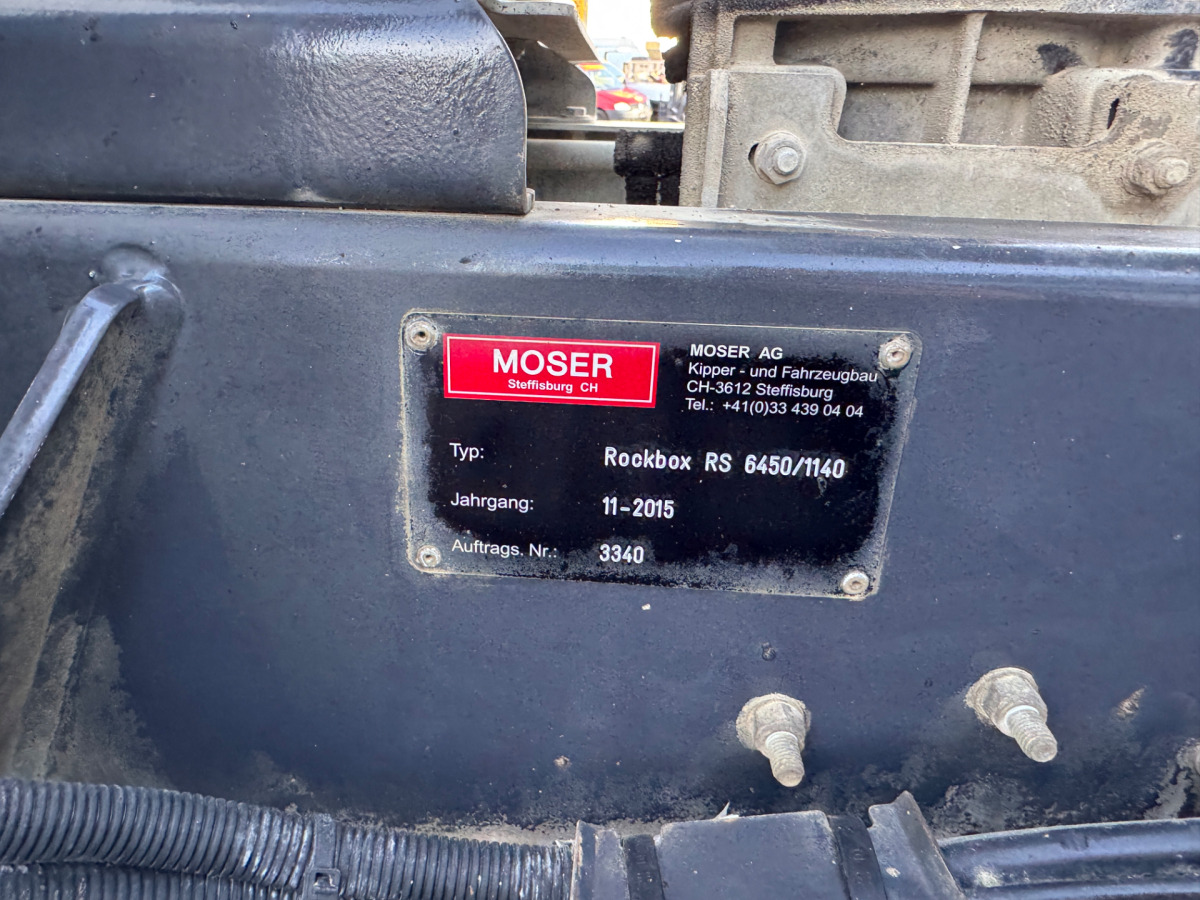 MOSER
Steffisburg CH
MOSER AG
Kipper - und Fahrzeugbau
CH-3612 Steffisburg
Tel.: +41(0)33 439 04 04
Typ: Rockbox RS 6450/1140
Jahrgang: 11-2015
Auftrags. Nr.: 3340